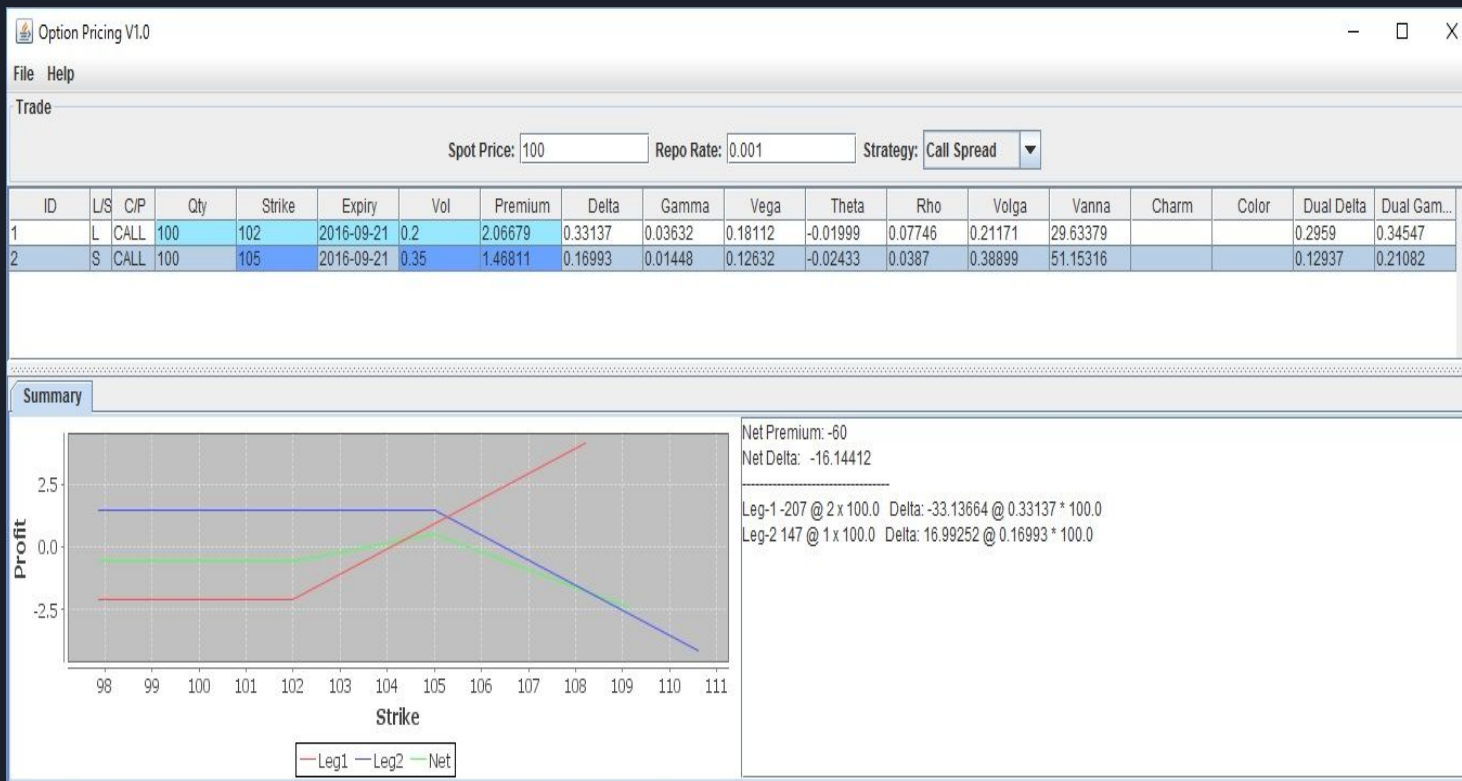 Option Pricing V1.0
File Help
Trade
Spot Price: 100 Repo Rate: 0.001 Strategy: Call Spread
ID L/S C/P Qty Strike Expiry Vol Premium Delta Gamma Vega Theta Rho Volga Vanna Charm Color Dual Delta Dual Gam...
1 L CALL 100 102 2016-09-21 0.2 2.06679 0.33137 0.03632 0.18112 -0.01999 0.07746 0.21171 29.63379 0.2959 0.34547
2 S CALL 100 105 2016-09-21 0.35 1.46811 0.16993 0.01448 0.12632 -0.02433 0.0387 0.38899 51.15316 0.12937 0.21082
Summary
2.5
0.0
-2.5
Profit
98 99 100 101 102 103 104 105 106 107 108 109 110 111
Strike
Leg1 Leg2 Net
Net Premium: -60
Net Delta: -16.14412
---------------------------------
Leg-1 -207 @ 2 x 100.0 Delta: -33.13664 @ 0.33137 * 100.0
Leg-2 147 @ 1 x 100.0 Delta: 16.99252 @ 0.16993 * 100.0